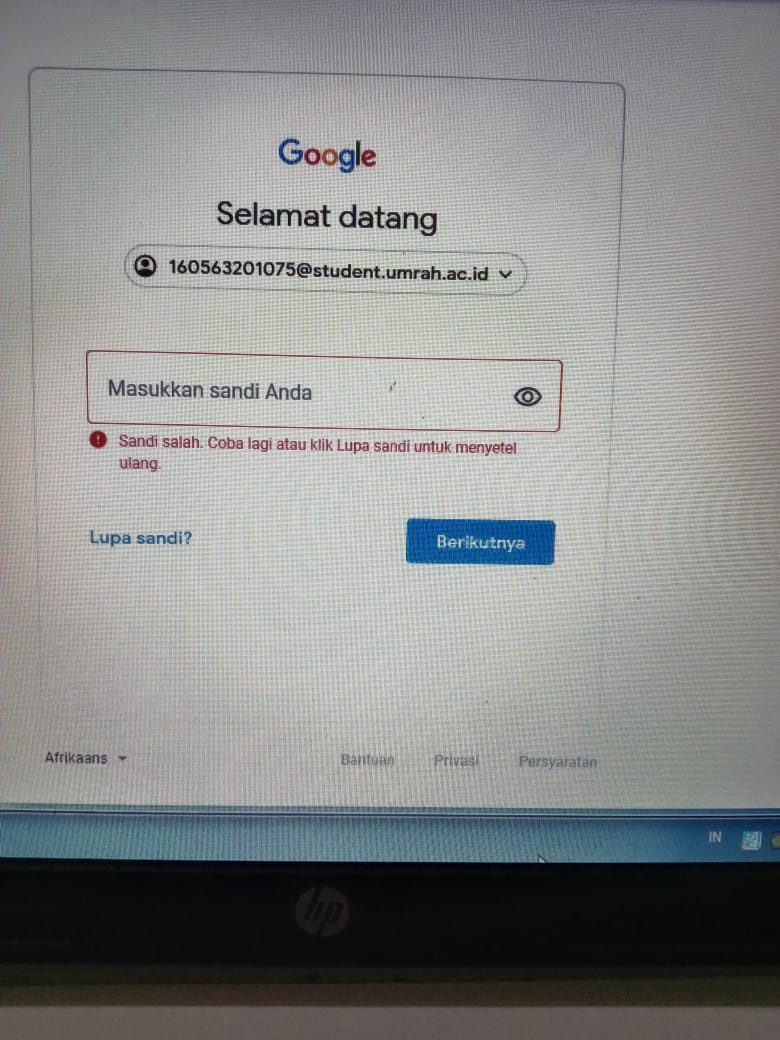 Google
Selamat datang
160563201075@student.umrah.ac.id
Masukkan sandi Anda
Sandi salah. Coba lagi atau klik Lupa sandi untuk menyetel
ulang.
Lupa sandi?
Berikutnya
Afrikaans
Bantuan
Privasi
Persyaratan
IN
hp